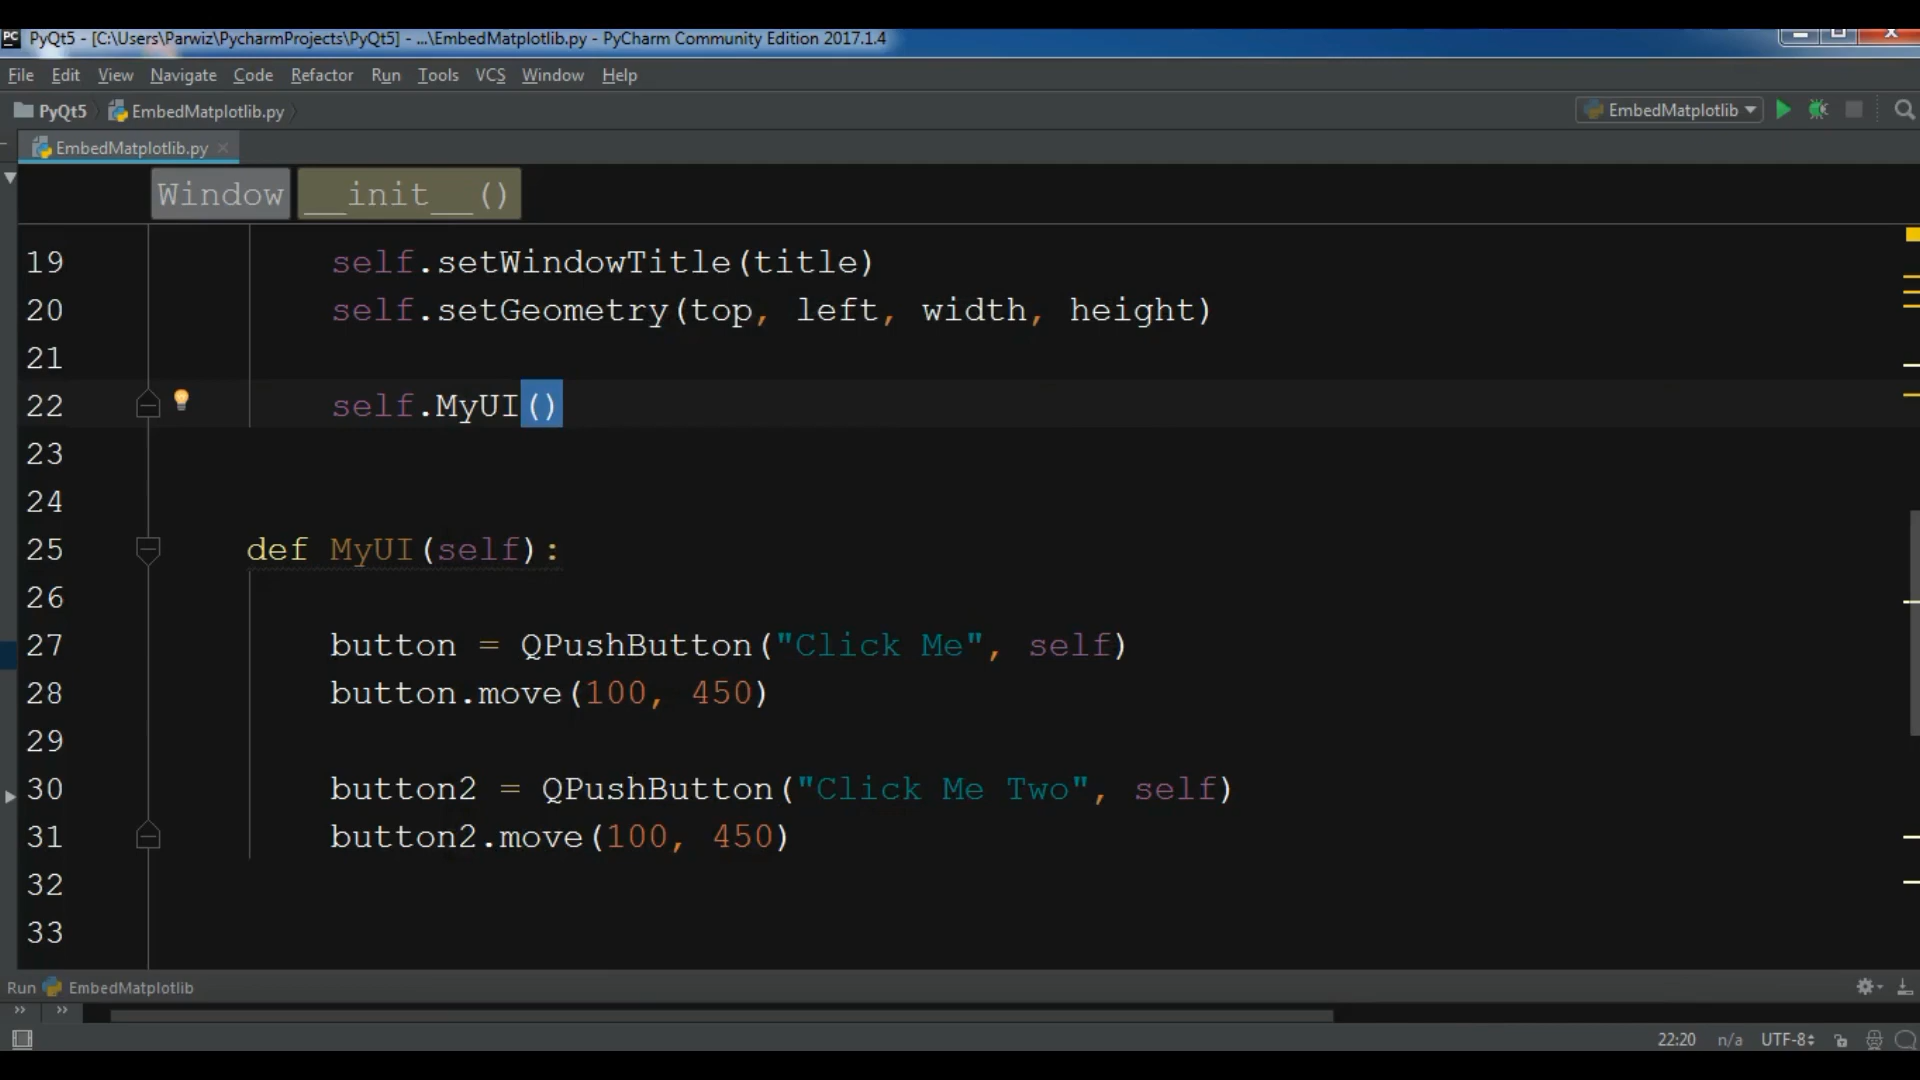 PC PyQt5 - [C:\Users\Parwiz\PycharmProjects\PyQt5] - ...\EmbedMatplotlib.py - PyCharm Community Edition 2017.1.4
File Edit View Navigate Code Refactor Run Tools VCS Window Help
PyQt5 EmbedMatplotlib.py EmbedMatplotlib
EmbedMatplotlib.py
Window __init__()
19 self.setWindowTitle(title)
20 self.setGeometry(top, left, width, height)
21
22 self.MyUI()
23
24
25 def MyUI(self):
26
27 button = QPushButton("Click Me", self)
28 button.move(100, 450)
29
30 button2 = QPushButton("Click Me Two", self)
31 button2.move(100, 450)
32
33
Run EmbedMatplotlib
22:20 n/a UTF-8